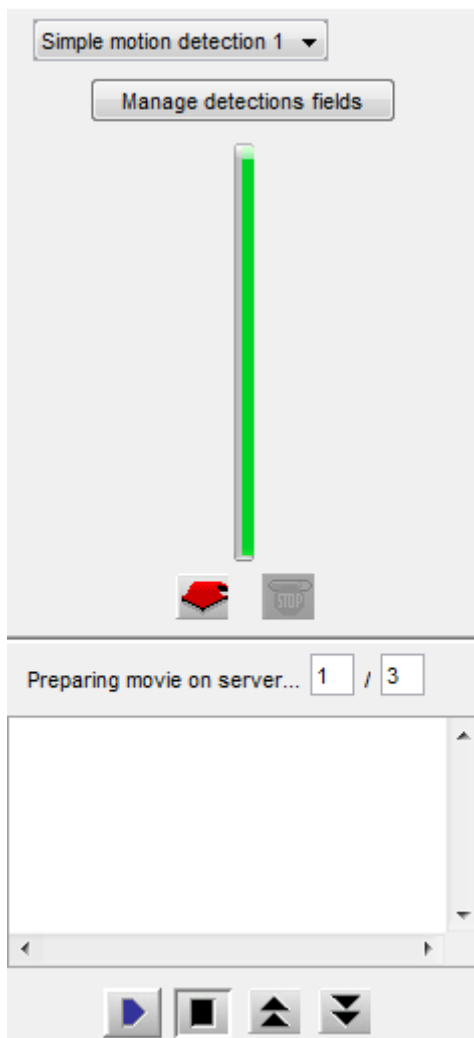 Simple motion detection 1
Manage detections fields
STOP
Preparing movie on server... 1 / 3